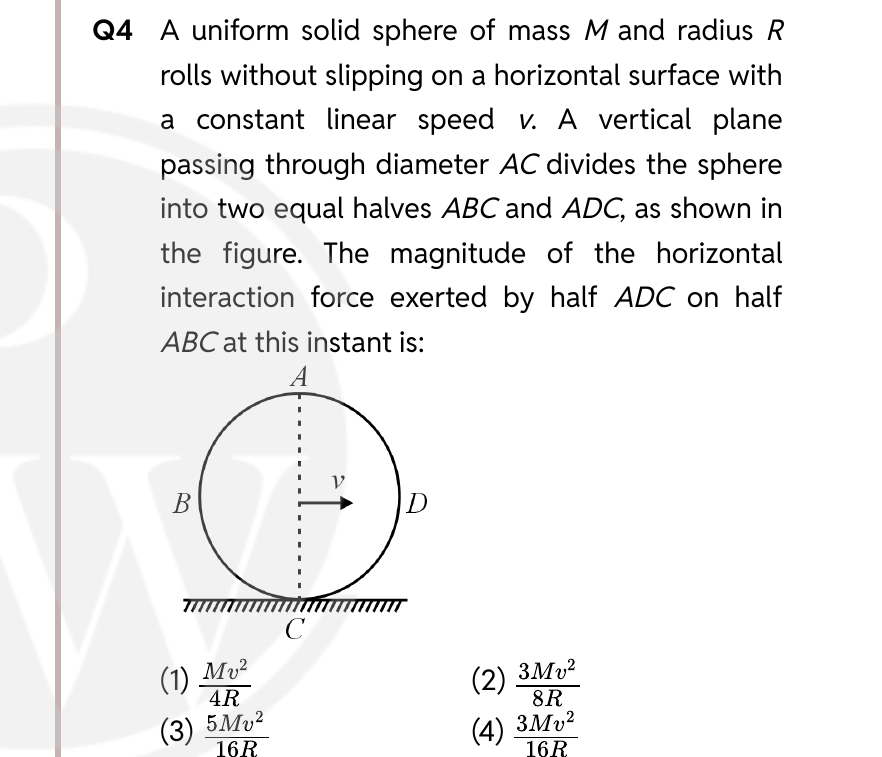 Q4 A uniform solid sphere of mass M and radius R
rolls without slipping on a horizontal surface with
a constant linear speed v. A vertical plane
passing through diameter AC divides the sphere
into two equal halves ABC and ADC, as shown in
the figure. The magnitude of the horizontal
interaction force exerted by half ADC on half
ABC at this instant is:
A
v
B
D
C
(1) Mv²/4R (2) 3Mv²/8R
(3) 5Mv²/16R (4) 3Mv²/16R